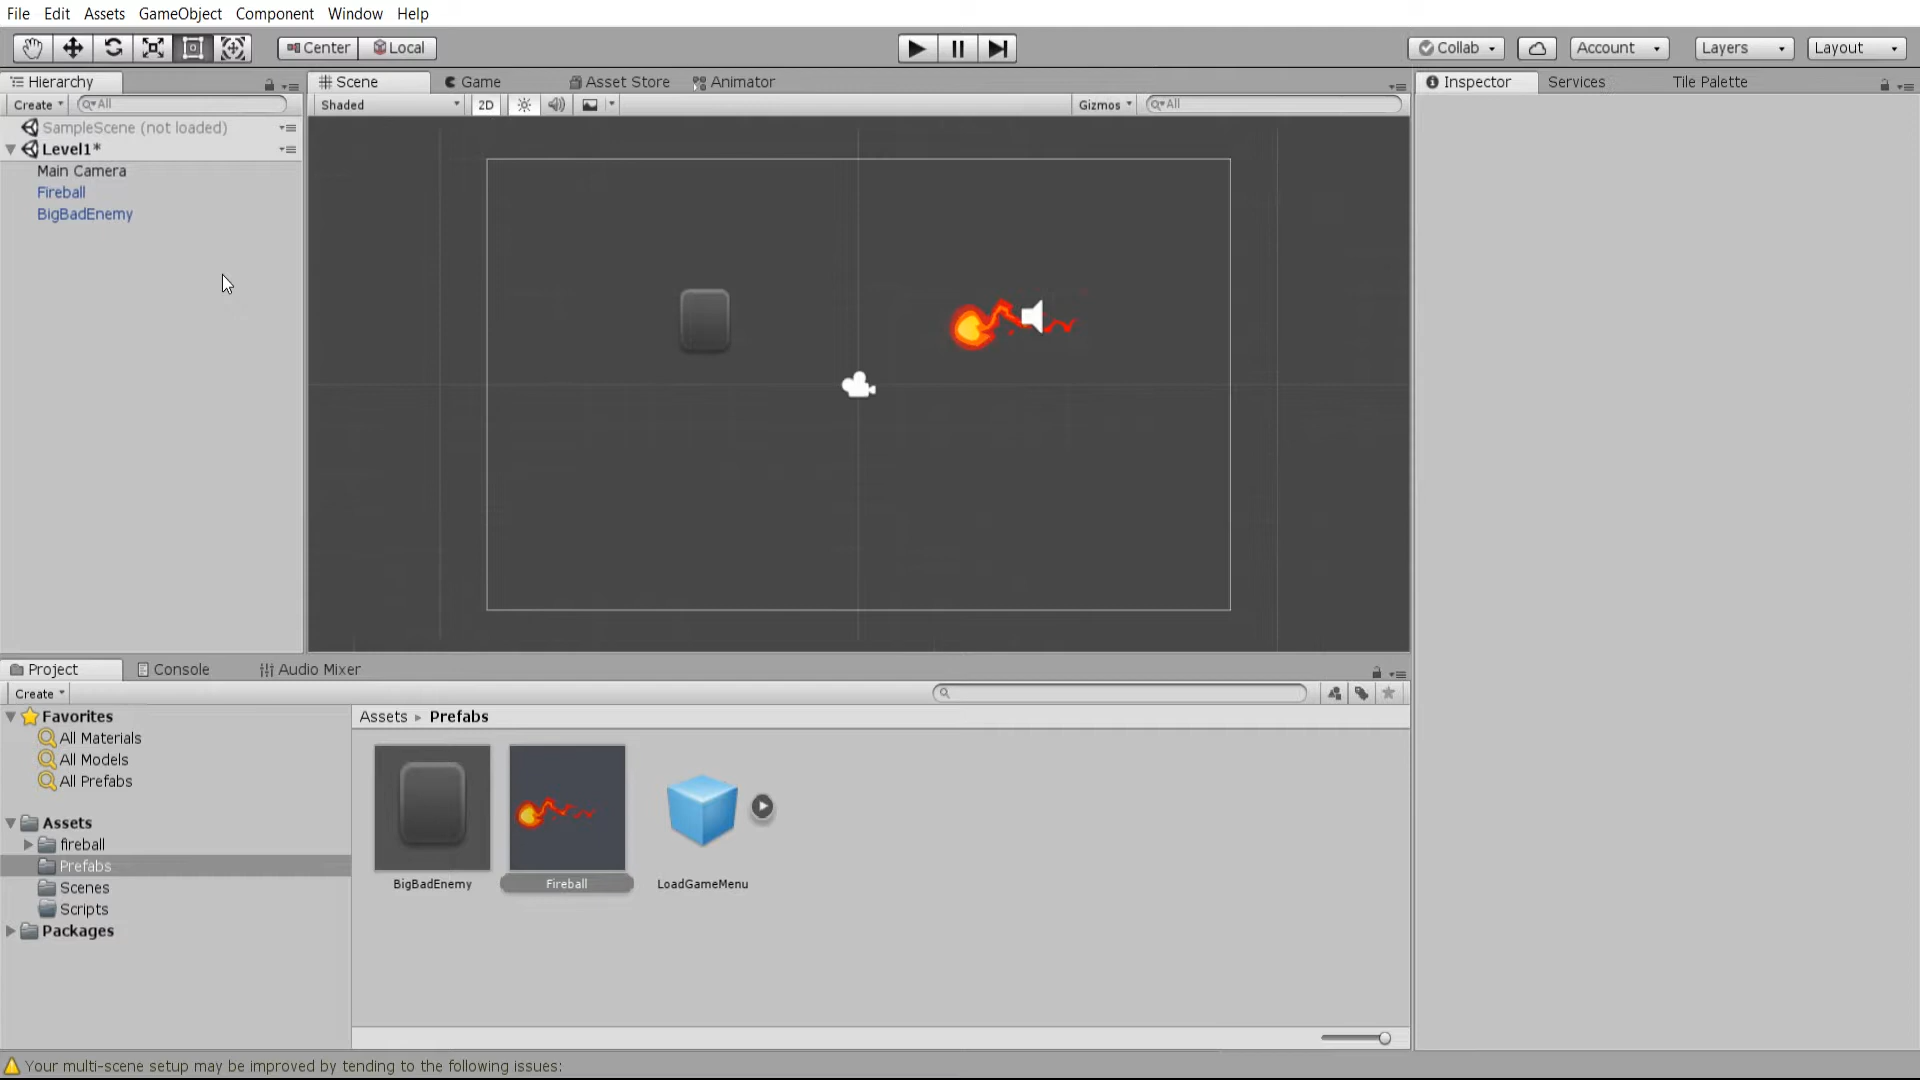 File Edit Assets GameObject Component Window Help
Center Local Collab Account Layers Layout
Hierarchy Scene Game Asset Store Animator Inspector Services Tile Palette
Create All Shaded 2D Gizmos All
SampleScene (not loaded)
Level1*
Main Camera
Fireball
BigBadEnemy
Project Console Audio Mixer
Create
Favorites
All Materials
All Models
All Prefabs
Assets
fireball
Prefabs
Scenes
Scripts
Packages
Assets Prefabs
BigBadEnemy Fireball LoadGameMenu
Your multi-scene setup may be improved by tending to the following issues: